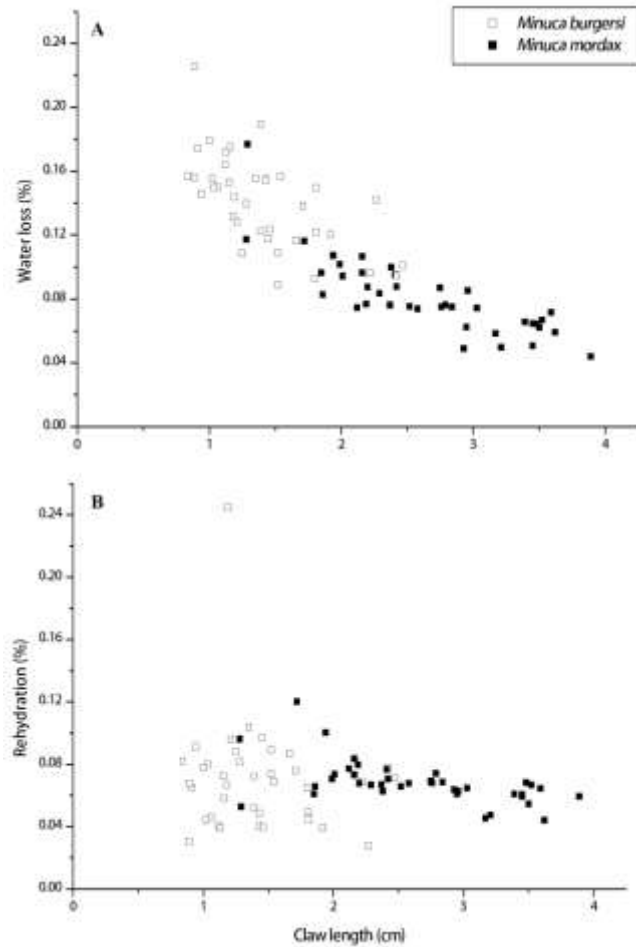 Minuca burgersi
Minuca mordax
A
0.24
0.20
0.16
0.12
0.08
0.04
0.00
Water loss (%)
0 1 2 3 4
B
0.24
0.20
0.12
0.08
0.04
0.00
Rehydration (%)
0 1 2 3 4
Claw length (cm)